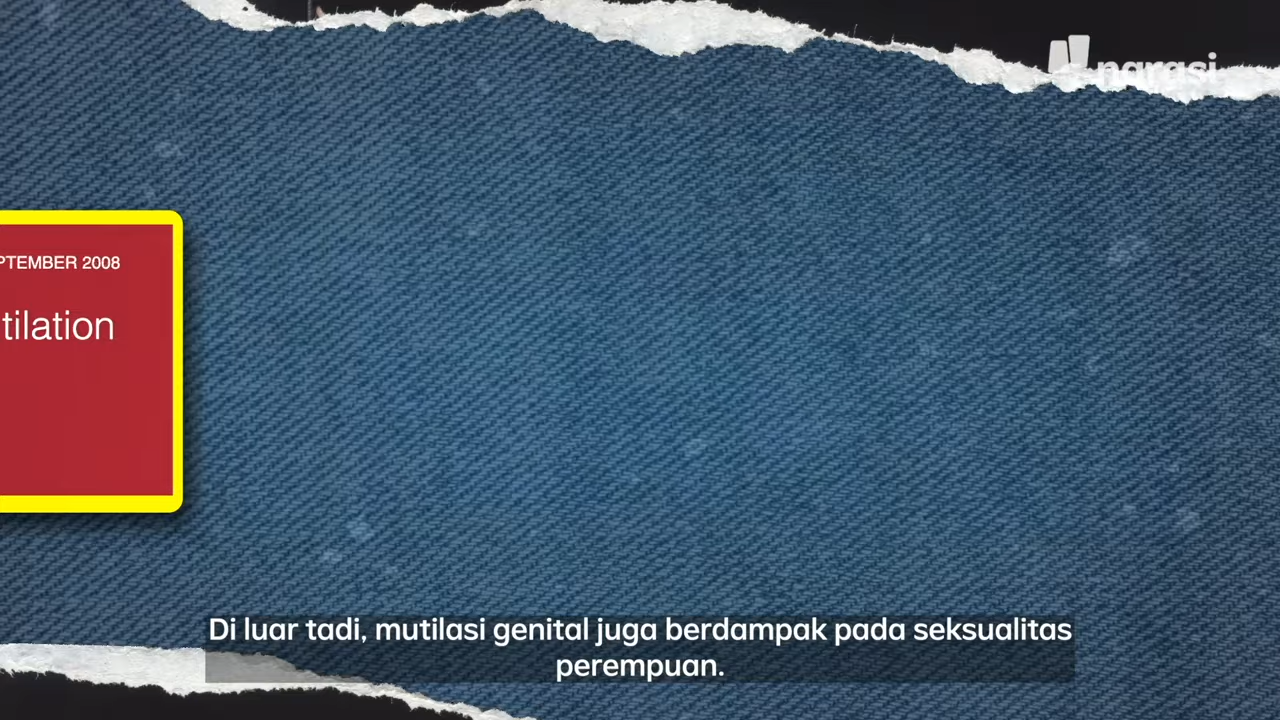 narasi
PTEMBER 2008
tilation
Di luar tadi, mutilasi genital juga berdampak pada seksualitas
perempuan.